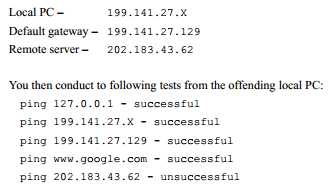 Local PC – 199.141.27.X
Default gateway – 199.141.27.129
Remote server – 202.183.43.62
You then conduct to following tests from the offending local PC:
ping 127.0.0.1 - successful
ping 199.141.27.X - successful
ping 199.141.27.129 - successful
ping www.google.com - successful
ping 202.183.43.62 - unsuccessful